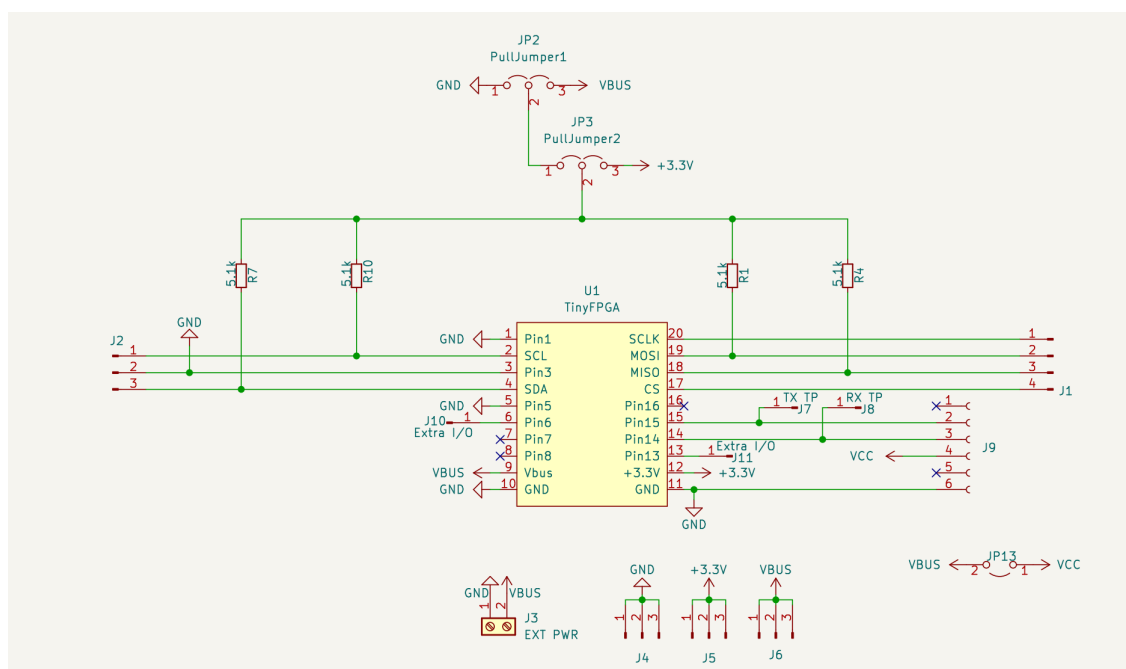 JP2
PullJumper1
GND 1 2 3 VBUS
JP3
PullJumper2
1 2 3 +3.3V
5.1k R7
5.1k R10
5.1k R1
5.1k R4
U1
TinyFPGA
GND
J2
GND 1 Pin1 SCLK 20 1
1 2 SCL MOSI 19 2
2 3 Pin3 MISO 18 3
3 4 SDA CS 17 4 J1
GND 5 Pin5 Pin16 16 1
J10 1 6 Pin6 Pin15 15 2
Extra I/O
1 TX TP J7
1 RX TP J8
7 Pin7 Pin14 14 3 J9
8 Pin8 Pin13 13 1 Extra I/O J11 VCC 4
VBUS 9 Vbus +3.3V 12 +3.3V 5
GND 10 GND GND 11 6
GND
VBUS 2 JP13 1 VCC
GND VBUS
1 2
J3
EXT PWR
GND
1 2 3
J4
+3.3V
1 2 3
J5
VBUS
1 2 3
J6